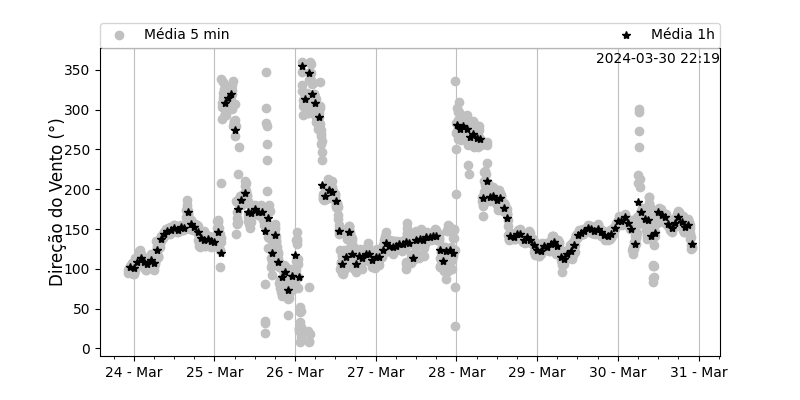 Média 5 min
Média 1h
2024-03-30 22:19
Direção do Vento (°)
350
300
250
200
150
100
50
0
24 - Mar
25 - Mar
26 - Mar
27 - Mar
28 - Mar
29 - Mar
30 - Mar
31 - Mar